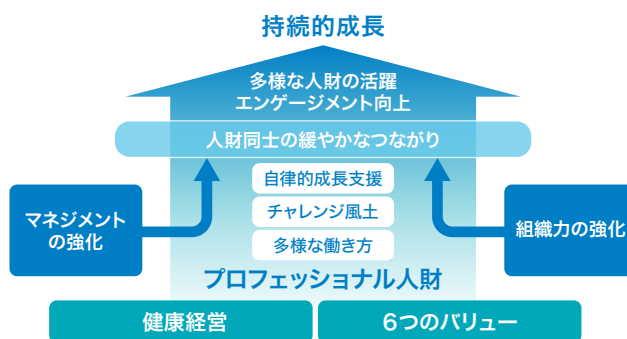 持続的成長
多様な人財の活躍
エンゲージメント向上
人財同士の緩やかなつながり
自律的成長支援
チャレンジ風土
多様な働き方
マネジメント
の強化
組織力の強化
プロフェッショナル人財
健康経営
6つのバリュー